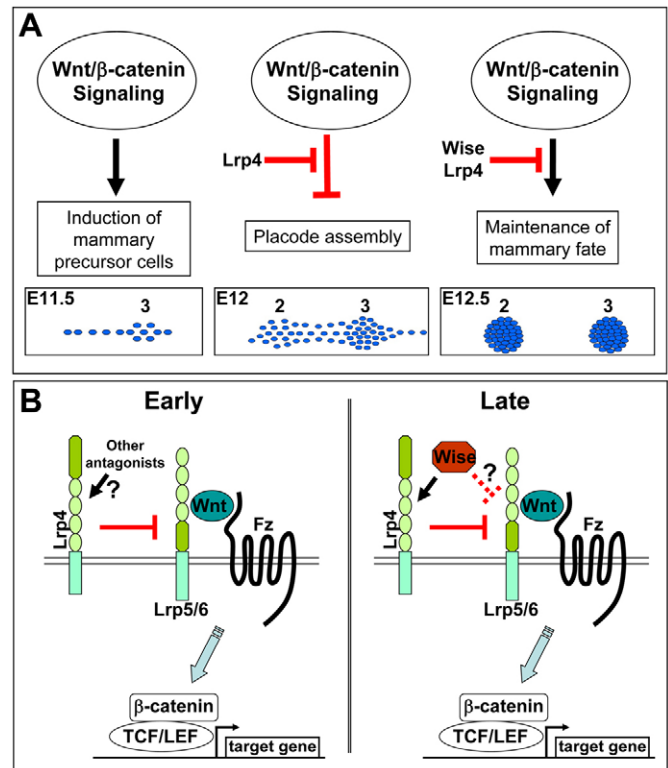 A
Wnt/β-catenin
Signaling
Wnt/β-catenin
Signaling
Wnt/β-catenin
Signaling
Lrp4
Wise
Lrp4
Induction of
mammary
precursor cells
Placode assembly
Maintenance of
mammary fate
E11.5
3
E12
2
3
E12.5
2
3
B
Early
Other
antagonists
?
Lrp4
Wnt
Fz
Lrp5/6
β-catenin
TCF/LEF
target gene
Late
Wise
?
Lrp4
Wnt
Fz
Lrp5/6
β-catenin
TCF/LEF
target gene